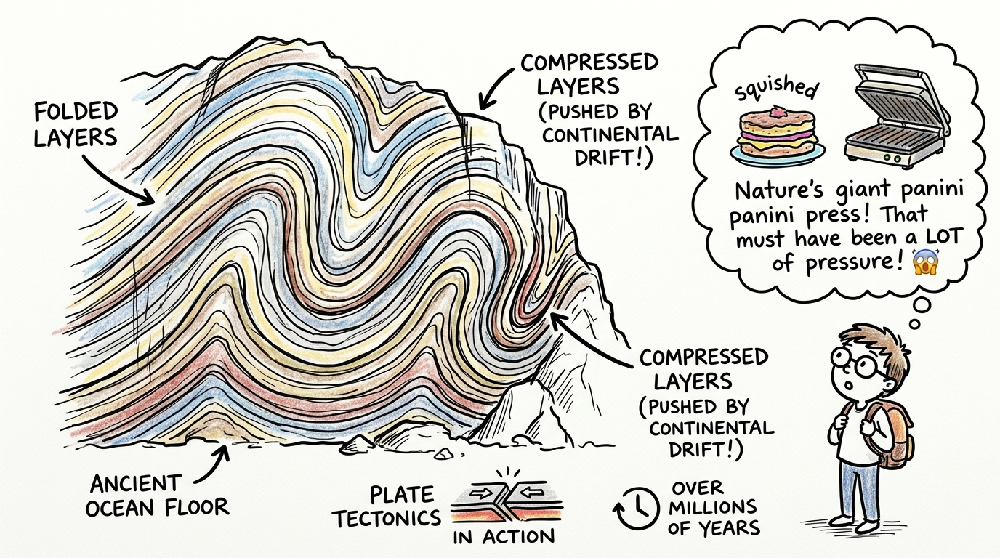 FOLDED
LAYERS
COMPRESSED
LAYERS
(PUSHED BY
CONTINENTAL
DRIFT!)
squished
Nature's giant panini
panini press! That
must have been a LOT
of pressure! 😱
COMPRESSED
LAYERS
(PUSHED BY
CONTINENTAL
DRIFT!)
ANCIENT
OCEAN FLOOR
PLATE
TECTONICS
IN ACTION
OVER
MILLIONS
OF YEARS